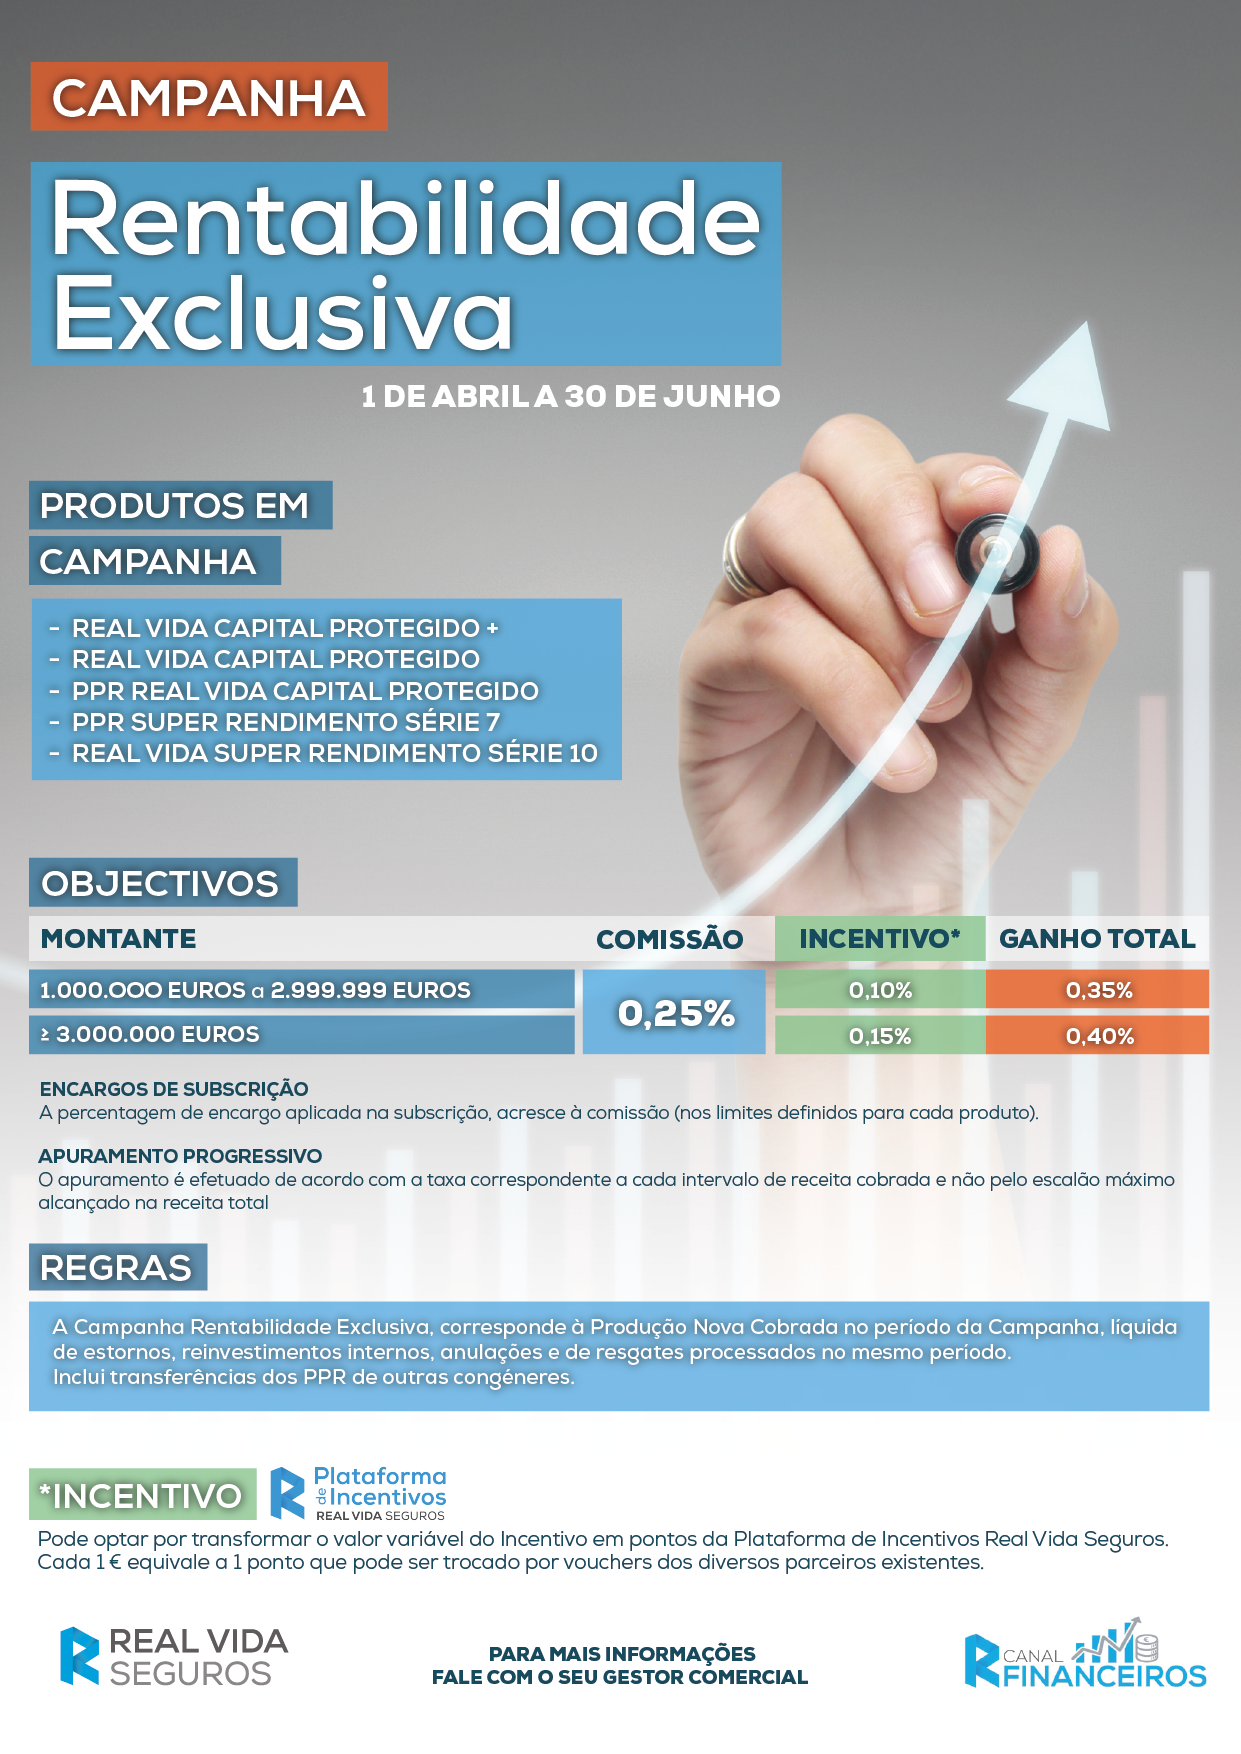 CAMPANHA
Rentabilidade
Exclusiva
1 DE ABRIL A 30 DE JUNHO
PRODUTOS EM
CAMPANHA
- REAL VIDA CAPITAL PROTEGIDO +
- REAL VIDA CAPITAL PROTEGIDO
- PPR REAL VIDA CAPITAL PROTEGIDO
- PPR SUPER RENDIMENTO SÉRIE 7
- REAL VIDA SUPER RENDIMENTO SÉRIE 10
OBJECTIVOS
MONTANTE COMISSÃO INCENTIVO* GANHO TOTAL
1.000.OOO EUROS a 2.999.999 EUROS 0,25% 0,10% 0,35%
≥ 3.000.000 EUROS 0,15% 0,40%
ENCARGOS DE SUBSCRIÇÃO
A percentagem de encargo aplicada na subscrição, acresce à comissão (nos limites definidos para cada produto).
APURAMENTO PROGRESSIVO
O apuramento é efetuado de acordo com a taxa correspondente a cada intervalo de receita cobrada e não pelo escalão máximo
alcançado na receita total
REGRAS
A Campanha Rentabilidade Exclusiva, corresponde à Produção Nova Cobrada no período da Campanha, líquida
de estornos, reinvestimentos internos, anulações e de resgates processados no mesmo período.
Inclui transferências dos PPR de outras congéneres.
*INCENTIVO
Plataforma
de Incentivos
REAL VIDA SEGUROS
Pode optar por transformar o valor variável do Incentivo em pontos da Plataforma de Incentivos Real Vida Seguros.
Cada 1 € equivale a 1 ponto que pode ser trocado por vouchers dos diversos parceiros existentes.
REAL VIDA
SEGUROS
PARA MAIS INFORMAÇÕES
FALE COM O SEU GESTOR COMERCIAL
CANAL
FINANCEIROS